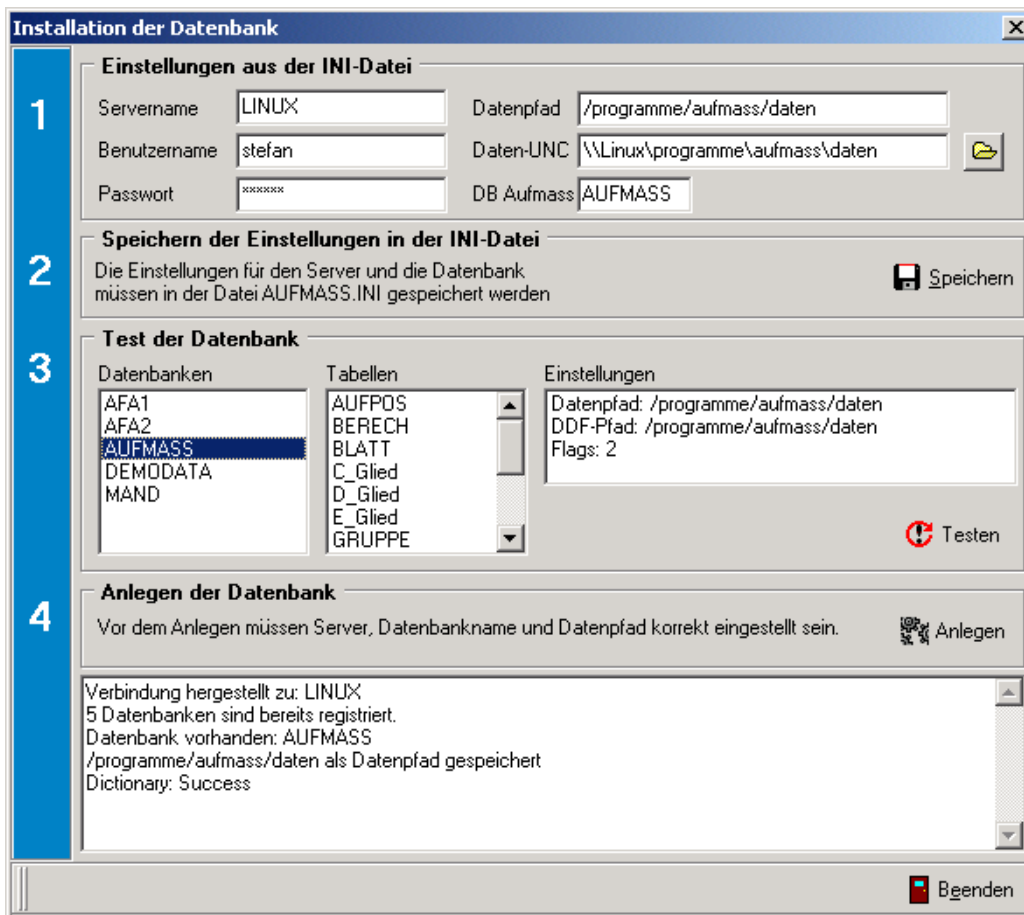 Installation der Datenbank
1
Einstellungen aus der INI-Datei
Servername LINUX Datenpfad /programme/aufmass/daten
Benutzername stefan Daten-UNC \\Linux\programme\aufmass\daten
Passwort ****** DB Aufmass AUFMASS
2
Speichern der Einstellungen in der INI-Datei
Die Einstellungen für den Server und die Datenbank
müssen in der Datei AUFMASS.INI gespeichert werden
Speichern
3
Test der Datenbank
Datenbanken
AFA1
AFA2
AUFMASS
DEMODATA
MAND
Tabellen
AUFPOS
BERECH
BLATT
C_Glied
D_Glied
E_Glied
GRUPPE
Einstellungen
Datenpfad: /programme/aufmass/daten
DDF-Pfad: /programme/aufmass/daten
Flags: 2
Testen
4
Anlegen der Datenbank
Vor dem Anlegen müssen Server, Datenbankname und Datenpfad korrekt eingestellt sein.
Anlegen
Verbindung hergestellt zu: LINUX
5 Datenbanken sind bereits registriert.
Datenbank vorhanden: AUFMASS
/programme/aufmass/daten als Datenpfad gespeichert
Dictionary: Success
Beenden